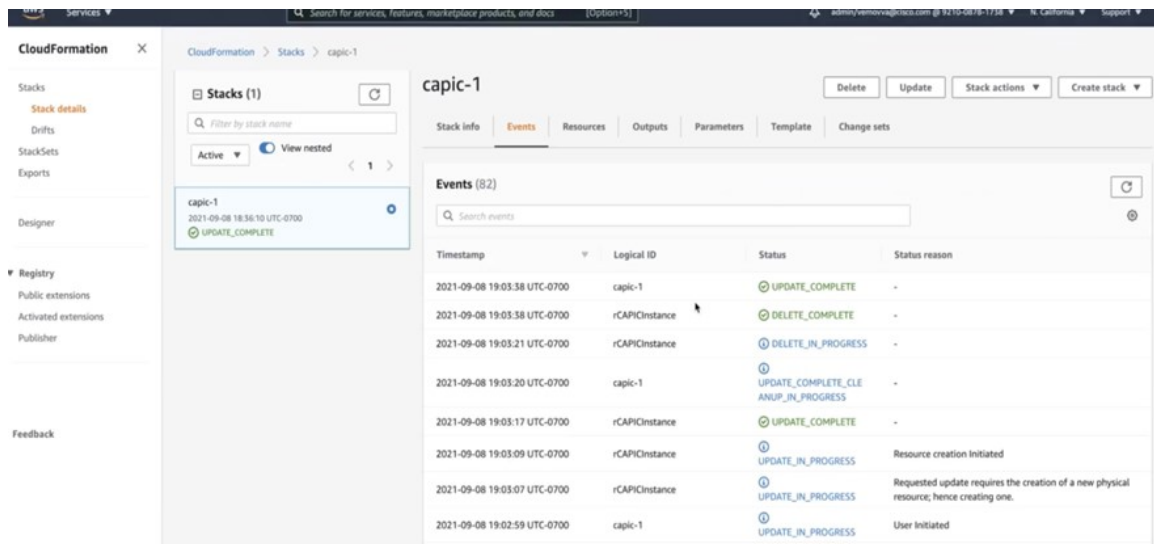 aws Services ▼ Search for services, features, marketplace products, and docs [Option+S] admin/vemovva@cisco.com @ 9210-0878-1738 ▼ N. California ▼ Support ▼
CloudFormation
CloudFormation > Stacks > capic-1
Stacks
Stack details
Drifts
StackSets
Exports
Designer
Registry
Public extensions
Activated extensions
Publisher
Feedback
Stacks (1)
Filter by stack name
Active ▼ View nested
< 1 >
capic-1
2021-09-08 18:36:10 UTC-0700
UPDATE_COMPLETE
capic-1
Delete Update Stack actions ▼ Create stack ▼
Stack info Events Resources Outputs Parameters Template Change sets
Events (82)
Search events
Timestamp Logical ID Status Status reason
2021-09-08 19:03:38 UTC-0700 capic-1 UPDATE_COMPLETE -
2021-09-08 19:03:38 UTC-0700 rCAPICInstance DELETE_COMPLETE -
2021-09-08 19:03:21 UTC-0700 rCAPICInstance DELETE_IN_PROGRESS -
2021-09-08 19:03:20 UTC-0700 capic-1 UPDATE_COMPLETE_CLE -
ANUP_IN_PROGRESS
2021-09-08 19:03:17 UTC-0700 rCAPICInstance UPDATE_COMPLETE -
2021-09-08 19:03:09 UTC-0700 rCAPICInstance UPDATE_IN_PROGRESS Resource creation Initiated
2021-09-08 19:03:07 UTC-0700 rCAPICInstance UPDATE_IN_PROGRESS Requested update requires the creation of a new physical
resource; hence creating one.
2021-09-08 19:02:59 UTC-0700 capic-1 UPDATE_IN_PROGRESS User Initiated